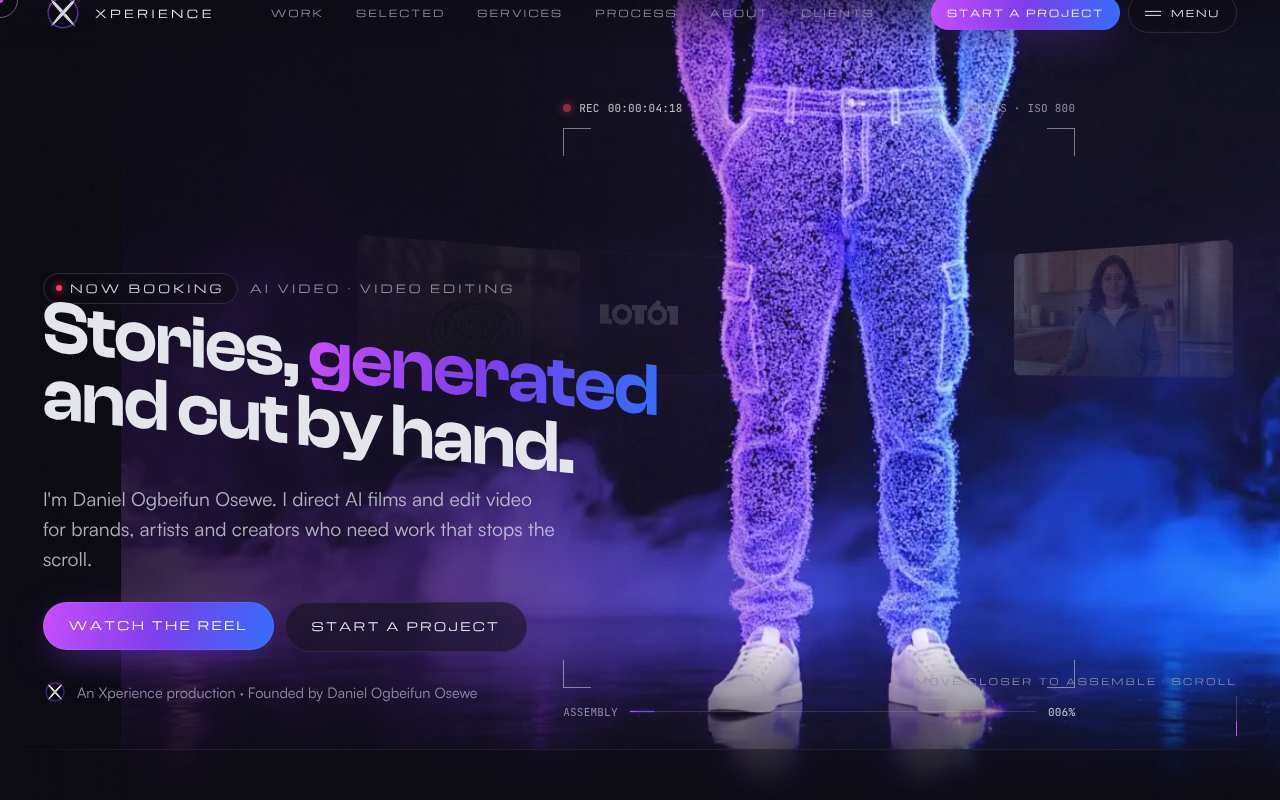 XPERIENCE
WORK SELECTED SERVICES PROCESS ABOUT CLIENTS
START A PROJECT
MENU
REC 00:00:04:18
· ISO 800
LOTÓ1
NOW BOOKING
AI VIDEO · VIDEO EDITING
Stories, generated
and cut by hand.
I'm Daniel Ogbeifun Osewe. I direct AI films and edit video
for brands, artists and creators who need work that stops the
scroll.
WATCH THE REEL
START A PROJECT
An Xperience production · Founded by Daniel Ogbeifun Osewe
MOVE CLOSER TO ASSEMBLE · SCROLL
ASSEMBLY
006%